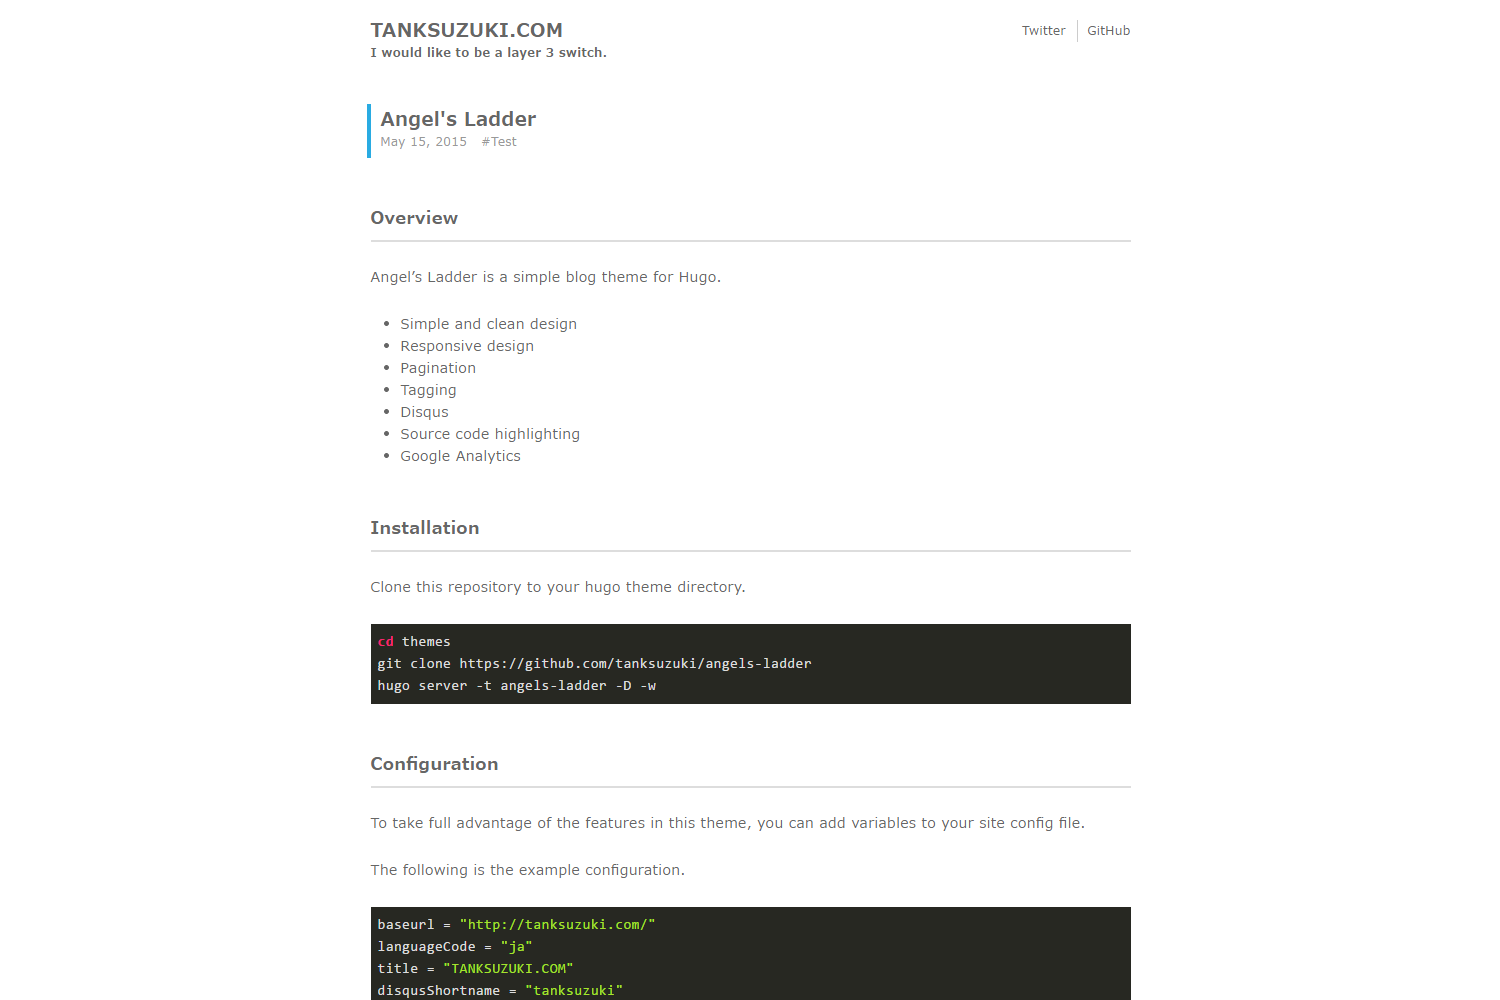 TANKSUZUKI.COM
I would like to be a layer 3 switch.
Twitter
GitHub
Angel's Ladder
May 15, 2015 #Test
Overview
Angel’s Ladder is a simple blog theme for Hugo.
• Simple and clean design
• Responsive design
• Pagination
• Tagging
• Disqus
• Source code highlighting
• Google Analytics
Installation
Clone this repository to your hugo theme directory.
cd themes
git clone https://github.com/tanksuzuki/angels-ladder
hugo server -t angels-ladder -D -w
Configuration
To take full advantage of the features in this theme, you can add variables to your site config file.
The following is the example configuration.
baseurl = "http://tanksuzuki.com/"
languageCode = "ja"
title = "TANKSUZUKI.COM"
disqusShortname = "tanksuzuki"